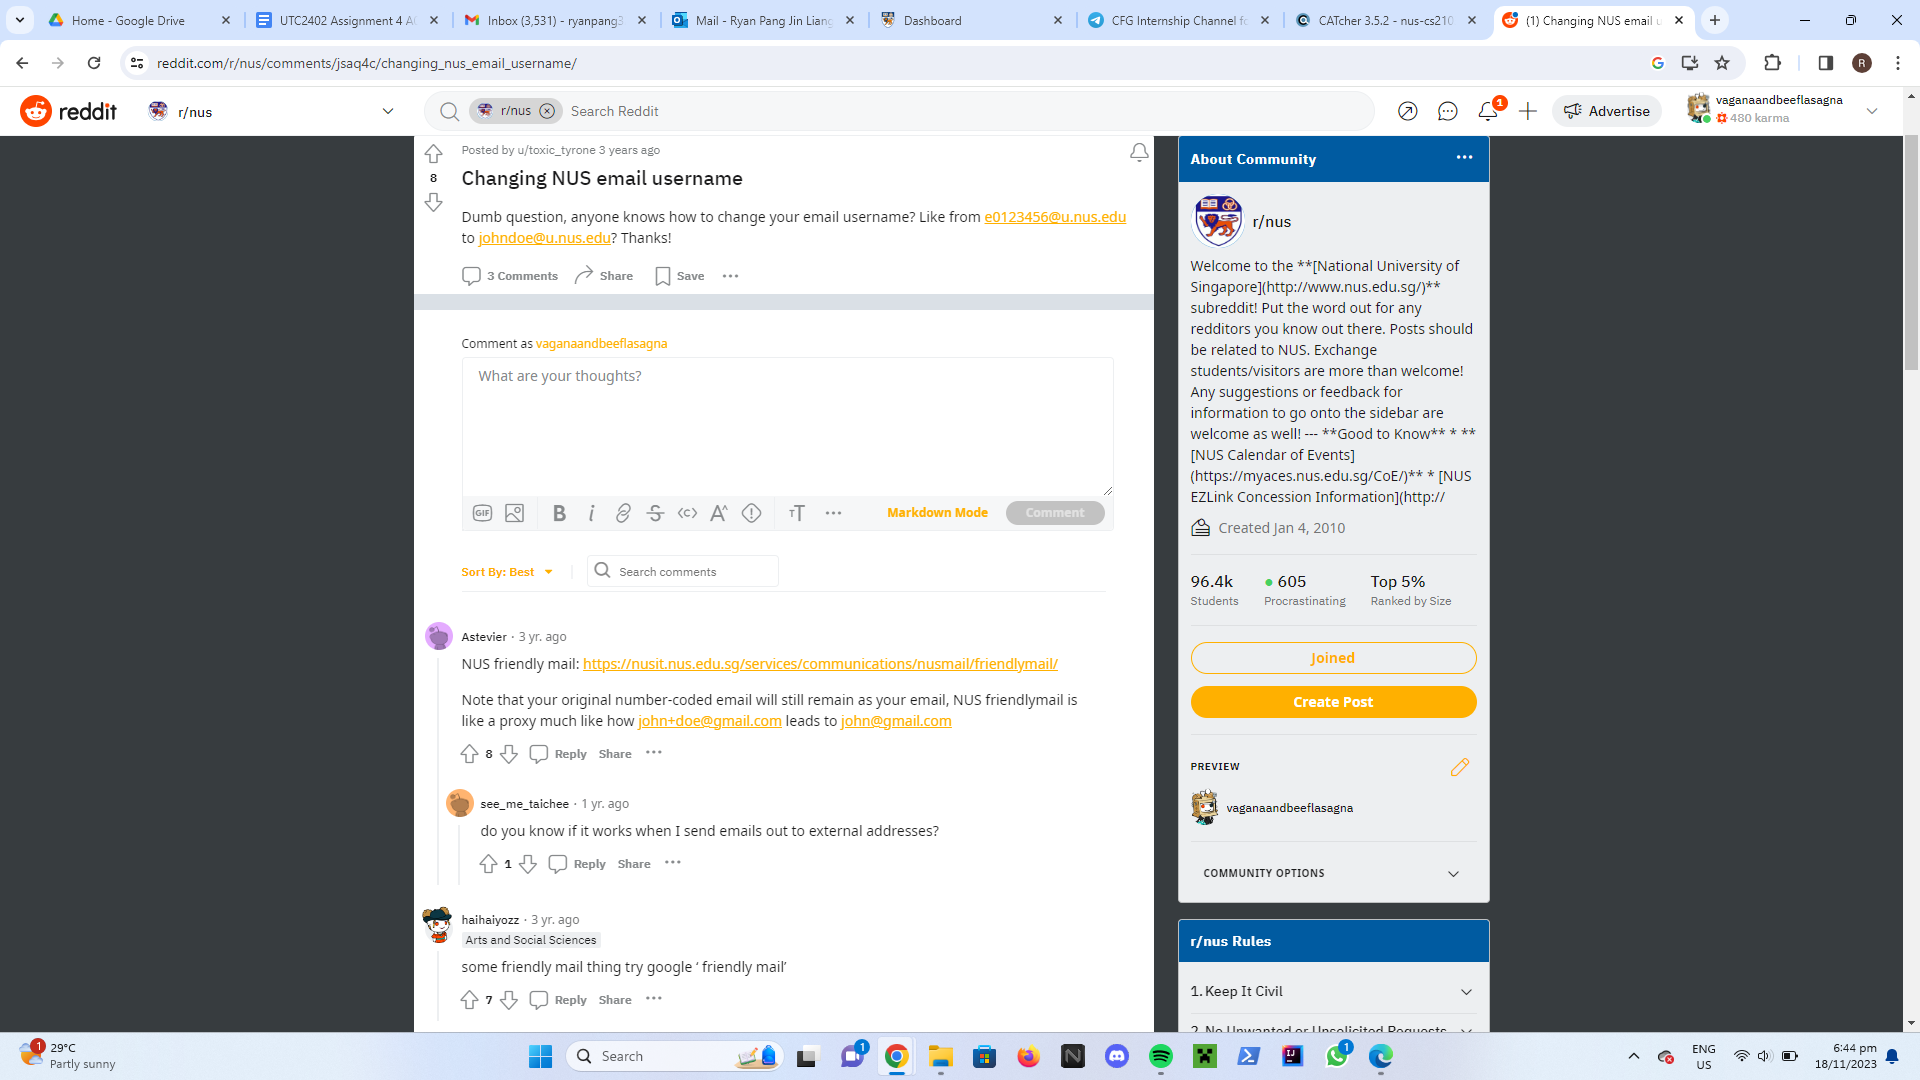 Home - Google Drive
UTC2402 Assignment 4 A
Inbox (3,531) - ryanpang3
Mail - Ryan Pang Jin Liang
Dashboard
CFG Internship Channel fo
CATcher 3.5.2 - nus-cs210
(1) Changing NUS email u
reddit.com/r/nus/comments/jsaq4c/changing_nus_email_username/
R
reddit
r/nus
r/nus
Search Reddit
1
Advertise
vaganaandbeeflasagna
480 karma
Posted by u/toxic_tyrone 3 years ago
8
Changing NUS email username
Dumb question, anyone knows how to change your email username? Like from e0123456@u.nus.edu
to johndoe@u.nus.edu? Thanks!
3 Comments
Share
Save
Comment as vaganaandbeeflasagna
What are your thoughts?
GIF
B
i
Markdown Mode
Comment
Sort By: Best
Search comments
Astevier · 3 yr. ago
NUS friendly mail: https://nusit.nus.edu.sg/services/communications/nusmail/friendlymail/
Note that your original number-coded email will still remain as your email, NUS friendlymail is
like a proxy much like how john+doe@gmail.com leads to john@gmail.com
8 Reply Share
see_me_taichee · 1 yr. ago
do you know if it works when I send emails out to external addresses?
1 Reply Share
haihaiyozz · 3 yr. ago
Arts and Social Sciences
some friendly mail thing try google ‘ friendly mail’
7 Reply Share
About Community
r/nus
Welcome to the **[National University of
Singapore](http://www.nus.edu.sg/)**
subreddit! Put the word out for any
redditors you know out there. Posts should
be related to NUS. Exchange
students/visitors are more than welcome!
Any suggestions or feedback for
information to go onto the sidebar are
welcome as well! --- **Good to Know** * **
[NUS Calendar of Events]
(https://myaces.nus.edu.sg/CoE/)** * [NUS
EZLink Concession Information](http://
Created Jan 4, 2010
96.4k 605 Top 5%
Students Procrastinating Ranked by Size
Joined
Create Post
PREVIEW
vaganaandbeeflasagna
COMMUNITY OPTIONS
r/nus Rules
1. Keep It Civil
2. No Unwanted or Unsolicited Requests
1
29°C
Partly sunny
Search
1
1
ENG
US
6:44 pm
18/11/2023